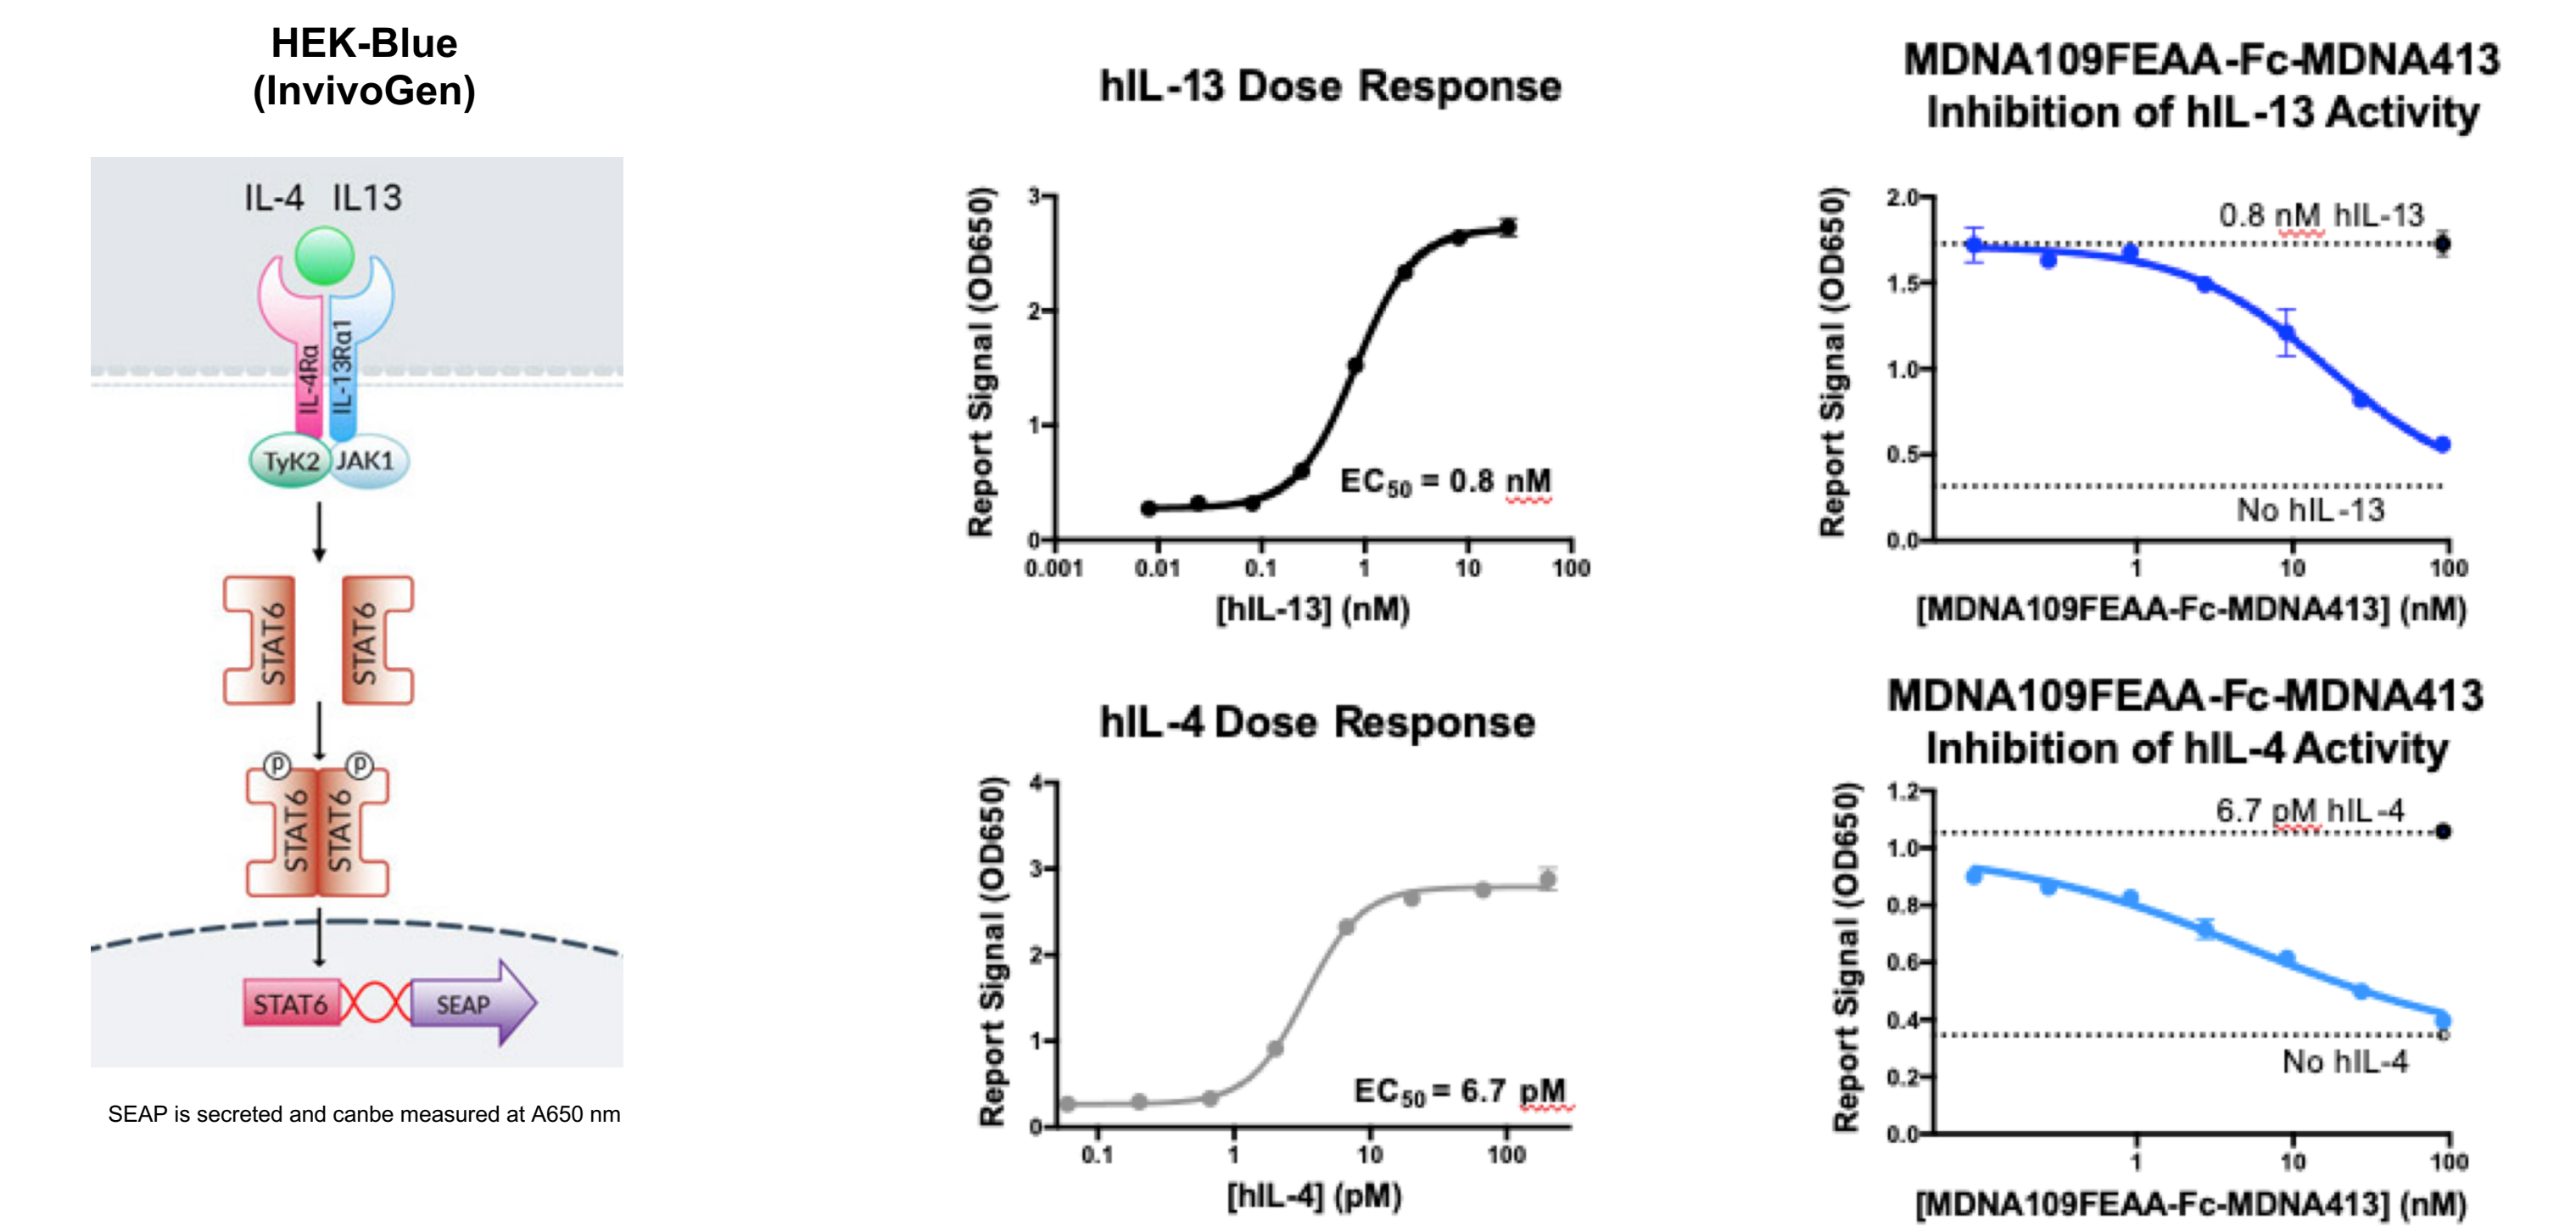 HEK-Blue
(InvivoGen)
IL-4 IL13
IL-4Rα
IL-13Rα1
TyK2
JAK1
STAT6
STAT6
P
P
STAT6
STAT6
STAT6
SEAP
SEAP is secreted and canbe measured at A650 nm
hIL-13 Dose Response
Report Signal (OD650)
3
2
1
0
EC50 = 0.8 nM
0.001 0.01 0.1 1 10 100
[hIL-13] (nM)
hIL-4 Dose Response
Report Signal (OD650)
4
3
2
1
0
EC50 = 6.7 pM
0.1 1 10 100
[hIL-4] (pM)
MDNA109FEAA-Fc-MDNA413
Inhibition of hIL-13 Activity
Report Signal (OD650)
2.0
1.5
1.0
0.5
0.0
0.8 nM hIL-13
No hIL-13
1 10 100
[MDNA109FEAA-Fc-MDNA413] (nM)
MDNA109FEAA-Fc-MDNA413
Inhibition of hIL-4 Activity
Report Signal (OD650)
1.2
1.0
0.8
0.6
0.4
0.2
0.0
6.7 pM hIL-4
No hIL-4
1 10 100
[MDNA109FEAA-Fc-MDNA413] (nM)